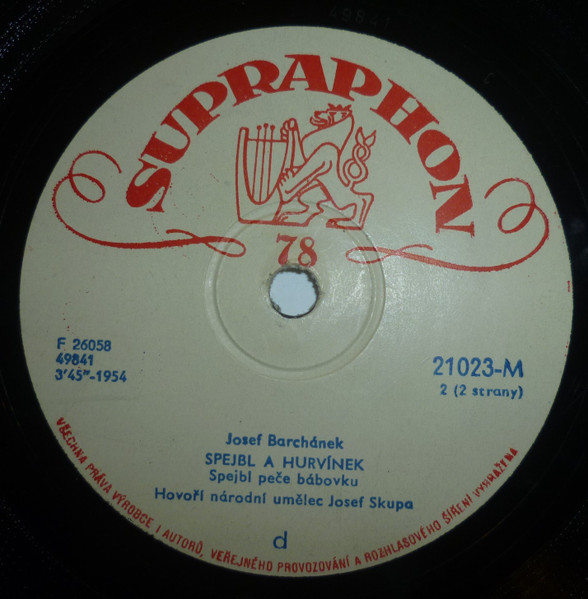 SUPRAPHON
78
F 26058
49841
3'45"-1954
21023-M
2 (2 strany)
Josef Barchánek
SPEJBL A HURVÍNEK
Spejbl peče bábovku
Hovoří národní umělec Josef Skupa
d
VŠECHNA PRÁVA VÝROBCE I AUTORŮ, VEŘEJNÉHO PROVOZOVÁNÍ A ROZHLASOVÉHO ŠÍŘENÍ VYHRAŽENA